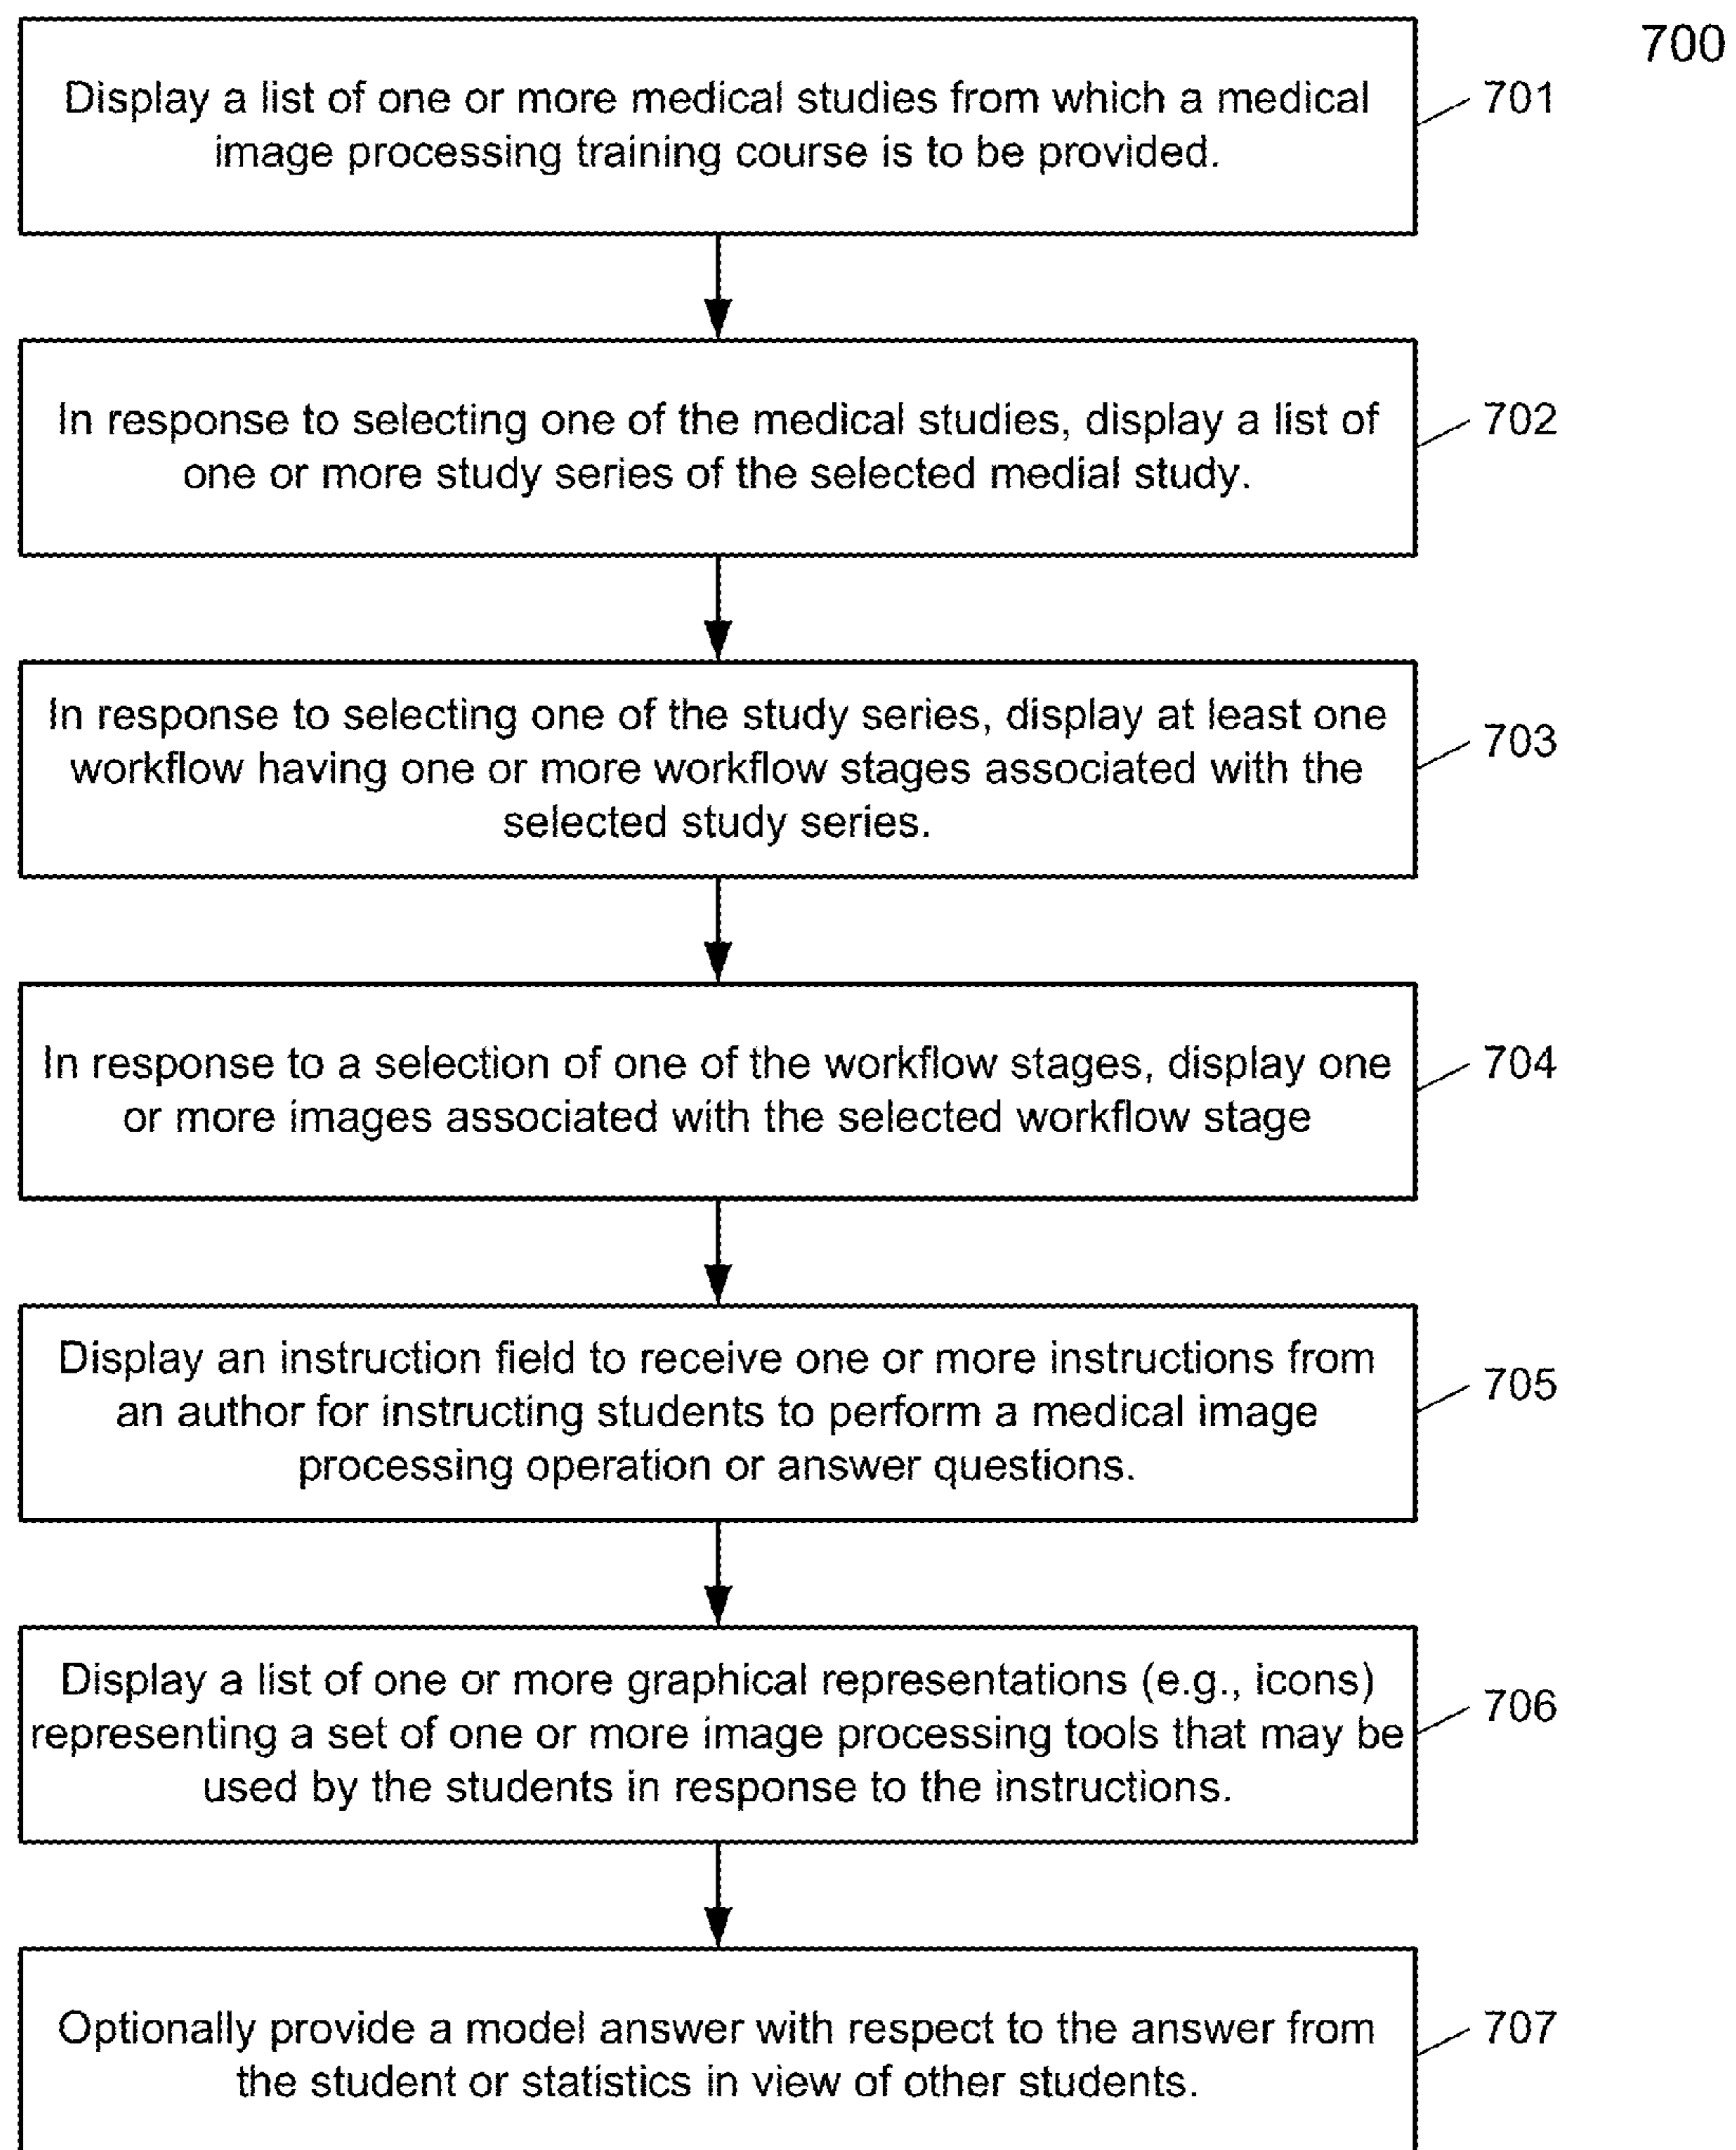 700
Display a list of one or more medical studies from which a medical
image processing training course is to be provided.
701
In response to selecting one of the medical studies, display a list of
one or more study series of the selected medial study.
702
In response to selecting one of the study series, display at least one
workflow having one or more workflow stages associated with the
selected study series.
703
In response to a selection of one of the workflow stages, display one
or more images associated with the selected workflow stage
704
Display an instruction field to receive one or more instructions from
an author for instructing students to perform a medical image
processing operation or answer questions.
705
Display a list of one or more graphical representations (e.g., icons)
representing a set of one or more image processing tools that may be
used by the students in response to the instructions.
706
Optionally provide a model answer with respect to the answer from
the student or statistics in view of other students.
707